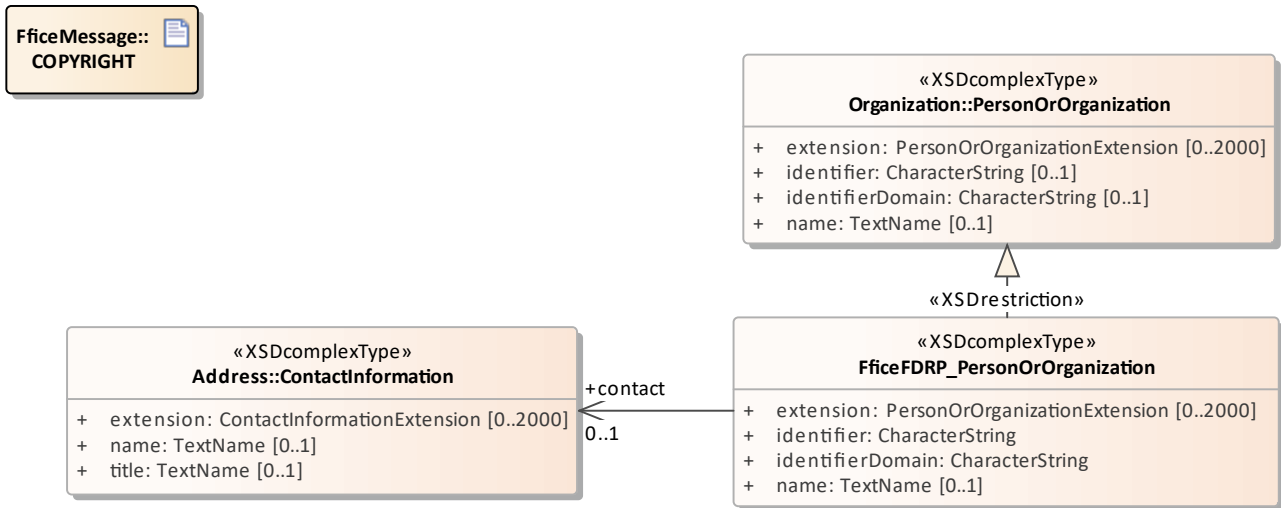 FficeMessage::
COPYRIGHT
«XSDcomplexType»
Organization::PersonOrOrganization
+ extension: PersonOrOrganizationExtension [0..2000]
+ identifier: CharacterString [0..1]
+ identifierDomain: CharacterString [0..1]
+ name: TextName [0..1]
«XSDrestriction»
«XSDcomplexType»
Address::ContactInformation
+ extension: ContactInformationExtension [0..2000]
+ name: TextName [0..1]
+ title: TextName [0..1]
+contact
0..1
«XSDcomplexType»
FficeFDRP_PersonOrOrganization
+ extension: PersonOrOrganizationExtension [0..2000]
+ identifier: CharacterString
+ identifierDomain: CharacterString
+ name: TextName [0..1]